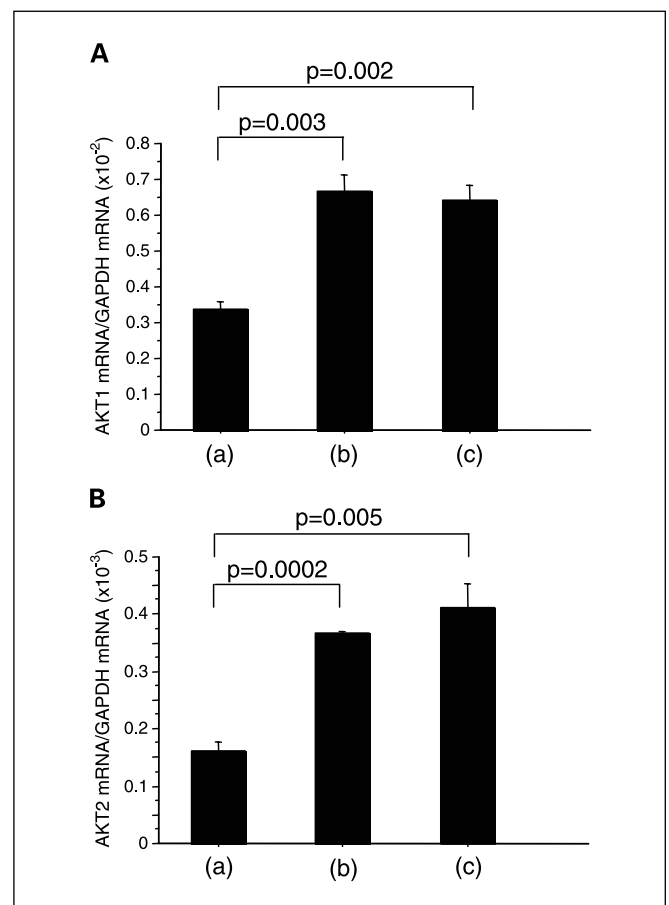 A
p=0.002
p=0.003
AKT1 mRNA/GAPDH mRNA (x10⁻²)
0.8
0.7
0.6
0.5
0.4
0.3
0.2
0.1
0
(a) (b) (c)
B
p=0.005
p=0.0002
AKT2 mRNA/GAPDH mRNA (x10⁻³)
0.5
0.4
0.3
0.2
0.1
0
(a) (b) (c)